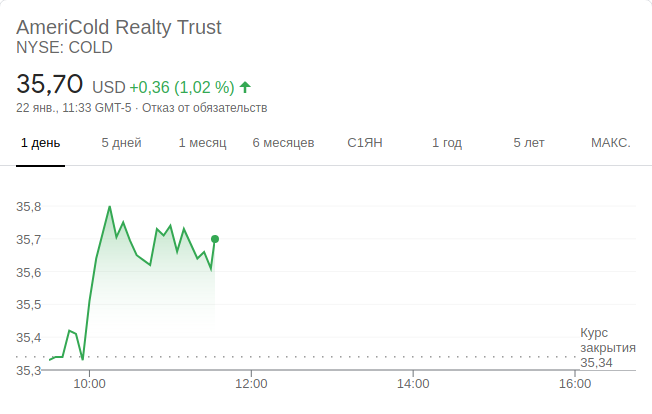 AmeriCold Realty Trust
NYSE: COLD
35,70 USD +0,36 (1,02 %)
22 янв., 11:33 GMT-5 · Отказ от обязательств
1 день 5 дней 1 месяц 6 месяцев С1ЯН 1 год 5 лет МАКС.
35,8
35,7
35,6
35,5
35,4
35,3
Курс
закрытия
35,34
10:00 12:00 14:00 16:00